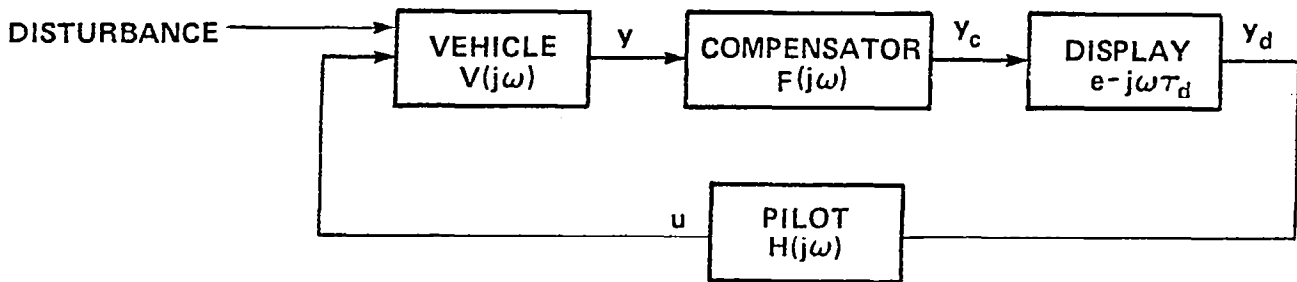 DISTURBANCE
VEHICLE
V(jω)
y
COMPENSATOR
F(jω)
y_c
DISPLAY
e-jωτ_d
y_d
u
PILOT
H(jω)